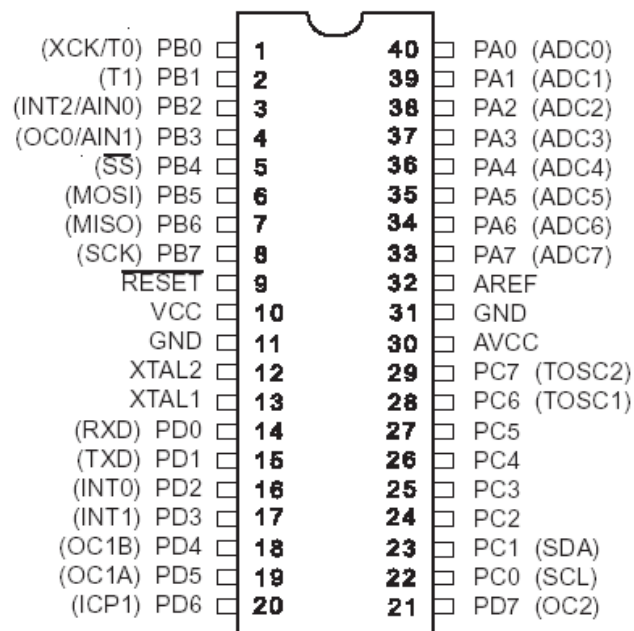 (XCK/T0) PB0 1 40 PA0 (ADC0)
(T1) PB1 2 39 PA1 (ADC1)
(INT2/AIN0) PB2 3 38 PA2 (ADC2)
(OC0/AIN1) PB3 4 37 PA3 (ADC3)
(SS) PB4 5 36 PA4 (ADC4)
(MOSI) PB5 6 35 PA5 (ADC5)
(MISO) PB6 7 34 PA6 (ADC6)
(SCK) PB7 8 33 PA7 (ADC7)
RESET 9 32 AREF
VCC 10 31 GND
GND 11 30 AVCC
XTAL2 12 29 PC7 (TOSC2)
XTAL1 13 28 PC6 (TOSC1)
(RXD) PD0 14 27 PC5
(TXD) PD1 15 26 PC4
(INT0) PD2 16 25 PC3
(INT1) PD3 17 24 PC2
(OC1B) PD4 18 23 PC1 (SDA)
(OC1A) PD5 19 22 PC0 (SCL)
(ICP1) PD6 20 21 PD7 (OC2)